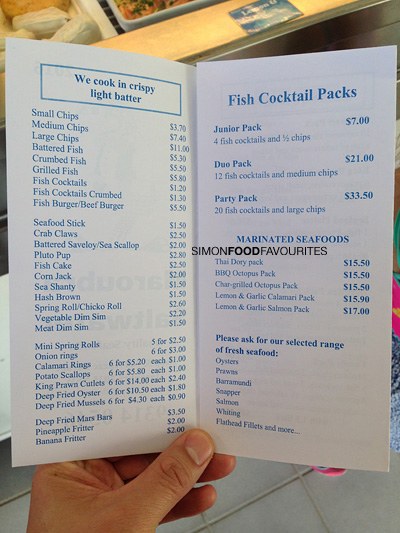 We cook in crispy
light batter
Small Chips $3.70
Medium Chips $7.40
Large Chips $11.00
Battered Fish $5.30
Crumbed Fish $5.50
Grilled Fish $5.80
Fish Cocktails $1.20
Fish Cocktails Crumbed $1.30
Fish Burger/Beef Burger $5.50
Seafood Stick $1.50
Crab Claws $2.50
Battered Saveloy/Sea Scallop $2.00
Pluto Pup $2.80
Fish Cake $2.50
Corn Jack $2.00
Sea Shanty $1.50
Hash Brown $1.50
Spring Roll/Chicko Roll $2.60
Vegetable Dim Sim $2.20
Meat Dim Sim $1.50
Mini Spring Rolls 5 for $2.50
Onion rings 5 for $3.00
Calamari Rings 6 for $5.20 each $1.00
Potato Scallops 6 for $5.80 each $1.00
King Prawn Cutlets 6 for $14.00 each $2.40
Deep Fried Oyster 6 for $10.50 each $1.80
Deep Fried Mussels 6 for $4.30 each $0.90
Deep Fried Mars Bars $3.50
Pineapple Fritter $2.00
Banana Fritter $2.00
Fish Cocktail Packs
Junior Pack $7.00
4 fish cocktails and ½ chips
Duo Pack $21.00
12 fish cocktails and medium chips
Party Pack $33.50
20 fish cocktails and large chips
MARINATED SEAFOODS
SIMONFOODFAVOURITES
Thai Dory pack $15.50
BBQ Octopus Pack $15.50
Char-grilled Octopus Pack $15.50
Lemon & Garlic Calamari Pack $15.90
Lemon & Garlic Salmon Pack $17.00
Please ask for our selected range
of fresh seafood:
Oysters
Prawns
Barramundi
Snapper
Salmon
Whiting
Flathead Fillets and more...